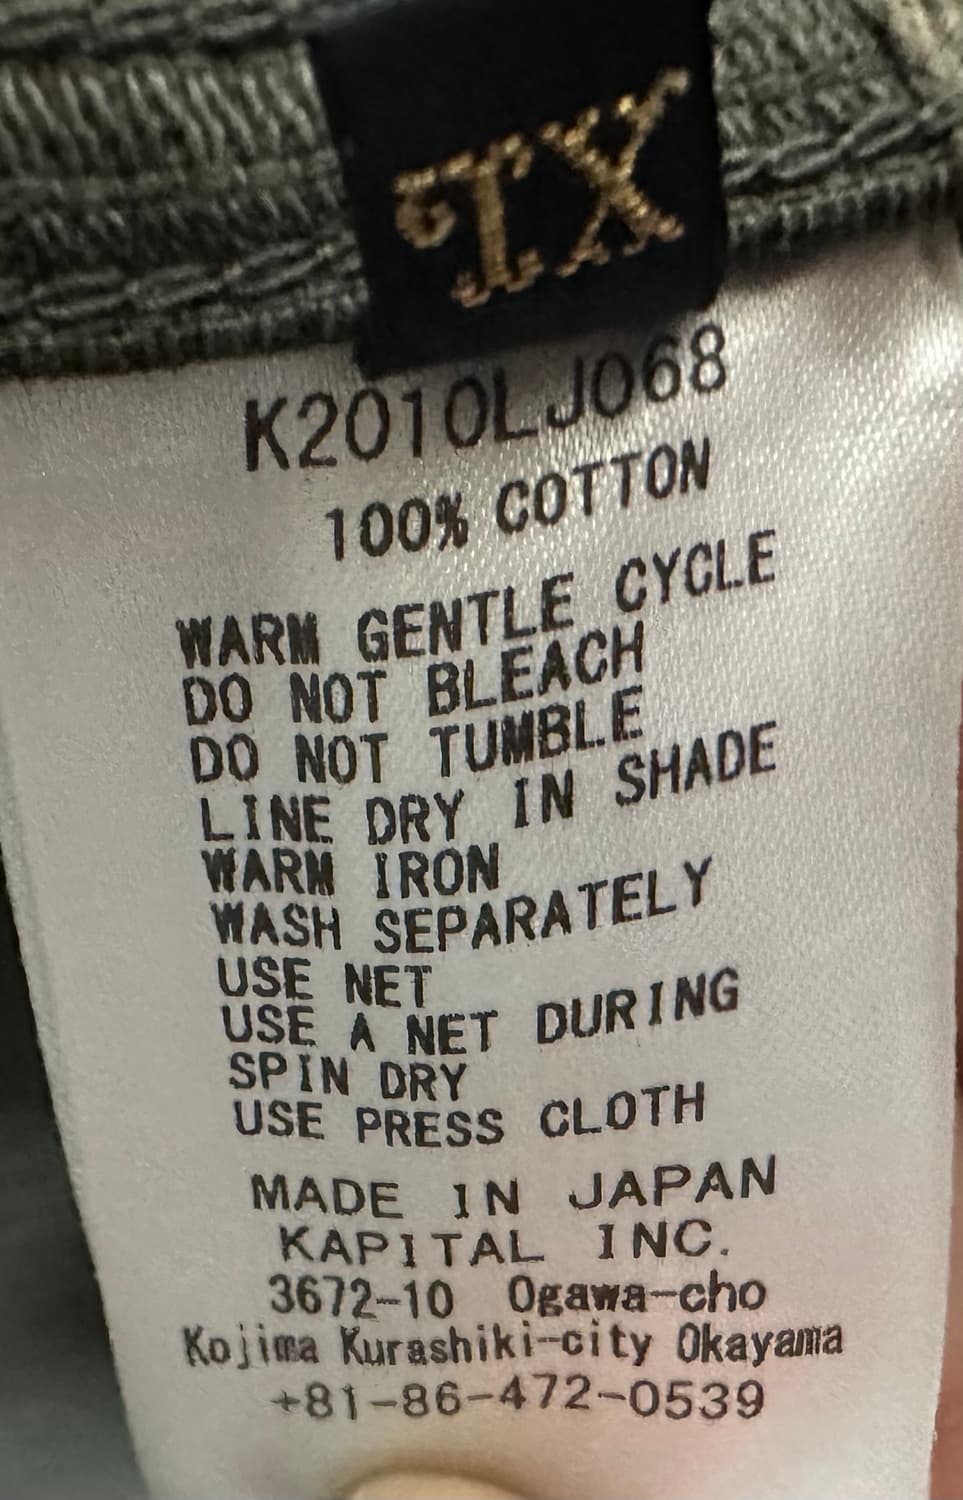 XL
K2010LJ068
100% COTTON
WARM GENTLE CYCLE
DO NOT BLEACH
DO NOT TUMBLE
LINE DRY IN SHADE
WARM IRON
WASH SEPARATELY
USE NET
USE A NET DURING
SPIN DRY
USE PRESS CLOTH
MADE IN JAPAN
KAPITAL INC.
3672-10 Ogawa-cho
Kojima Kurashiki-city Okayama
+81-86-472-0539